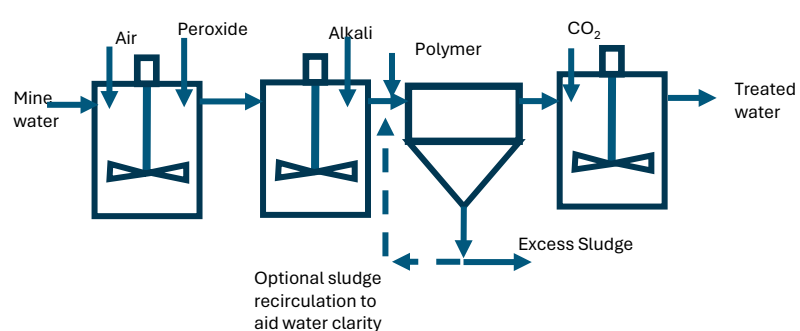 Air
Peroxide
Alkali
Polymer
CO₂
Mine
water
Treated
water
Excess Sludge
Optional sludge
recirculation to
aid water clarity